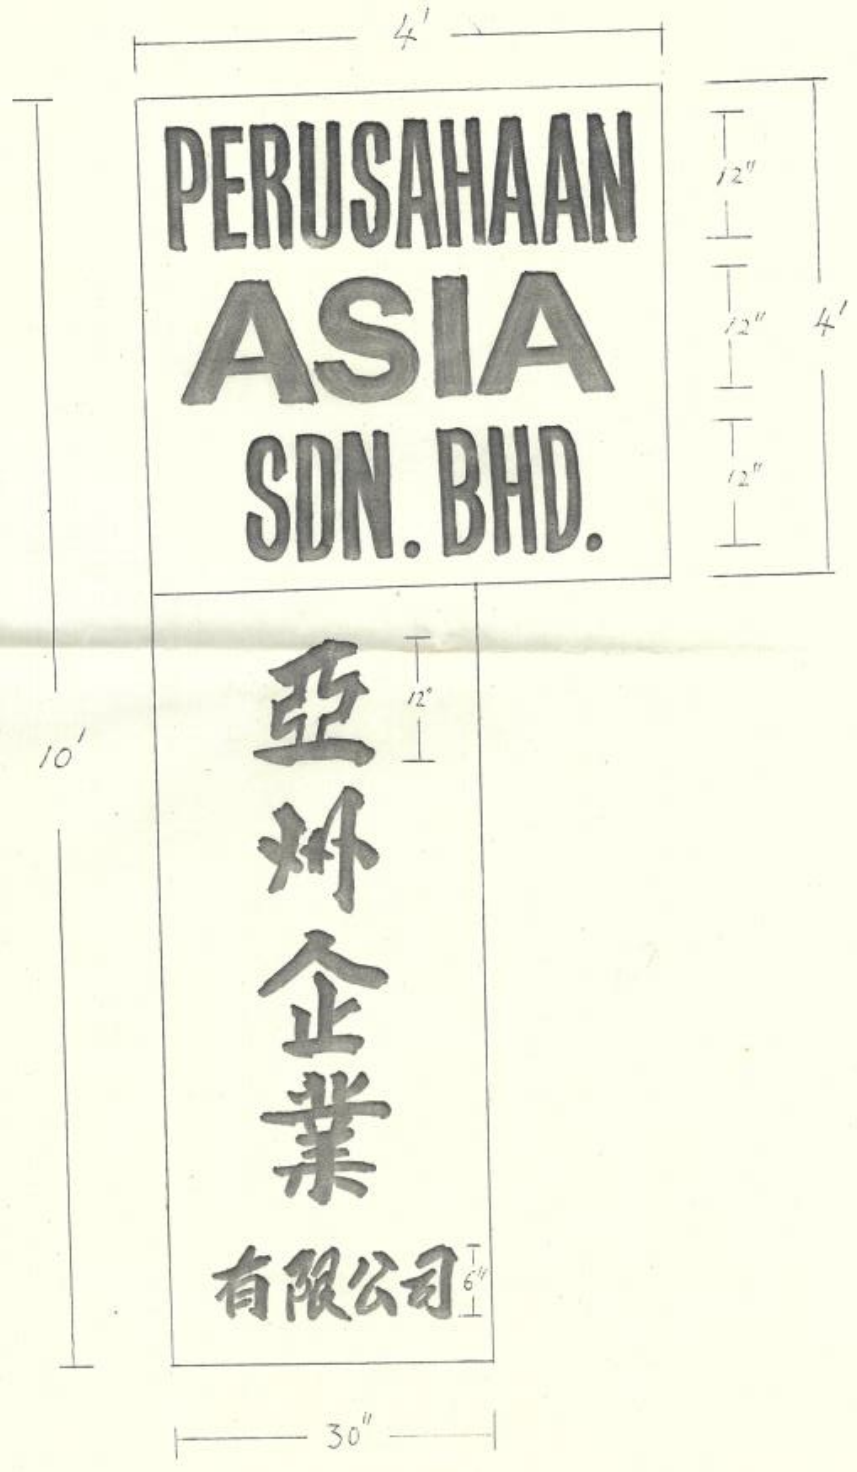 4'
PERUSAHAAN
12"
ASIA
12"
4'
SDN. BHD.
12"
亞
12"
州
10'
企
業
有限公司
6"
30"